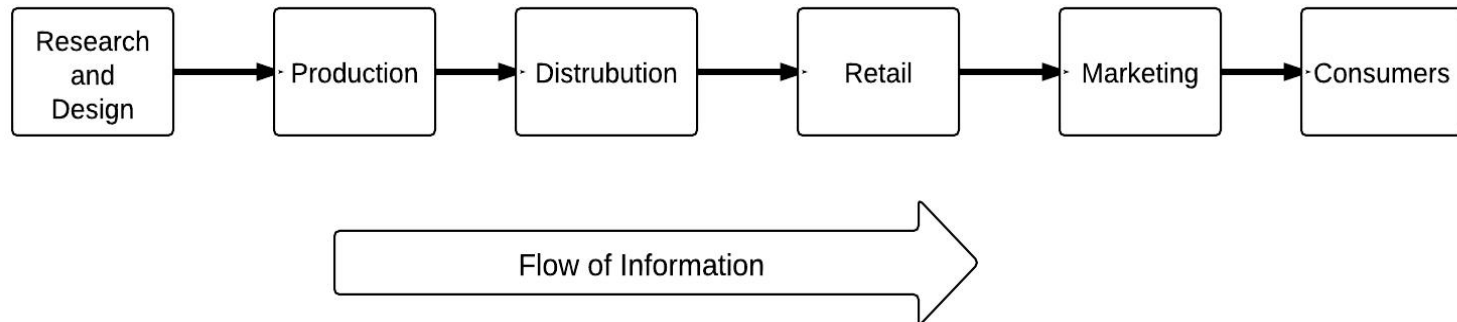 Research
and
Design
Production
Distrubution
Retail
Marketing
Consumers
Flow of Information